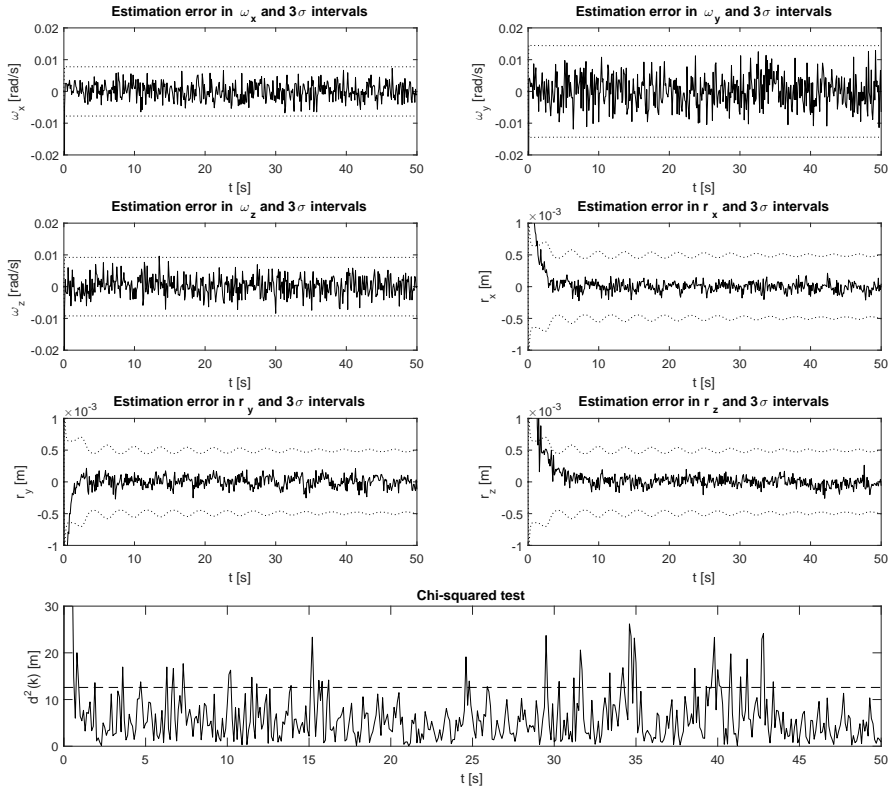 Estimation error in ω_x and 3σ intervals
Estimation error in ω_y and 3σ intervals
0.02
0.01
0
-0.01
-0.02
ω_x [rad/s]
0 10 20 30 40 50
t [s]
0.02
0.01
0
-0.01
-0.02
ω_y [rad/s]
0 10 20 30 40 50
t [s]
Estimation error in ω_z and 3σ intervals
Estimation error in r_x and 3σ intervals
0.02
0.01
0
-0.01
-0.02
ω_z [rad/s]
0 10 20 30 40 50
t [s]
×10⁻³
1
0.5
0
-0.5
-1
r_x [m]
0 10 20 30 40 50
t [s]
Estimation error in r_y and 3σ intervals
Estimation error in r_z and 3σ intervals
×10⁻³
1
0.5
0
-0.5
-1
r_y [m]
0 10 20 30 40 50
t [s]
×10⁻³
1
0.5
0
-0.5
-1
r_z [m]
0 10 20 30 40 50
t [s]
Chi-squared test
30
20
10
0
d²(k) [m]
0 5 10 15 20 25 30 35 40 45 50
t [s]